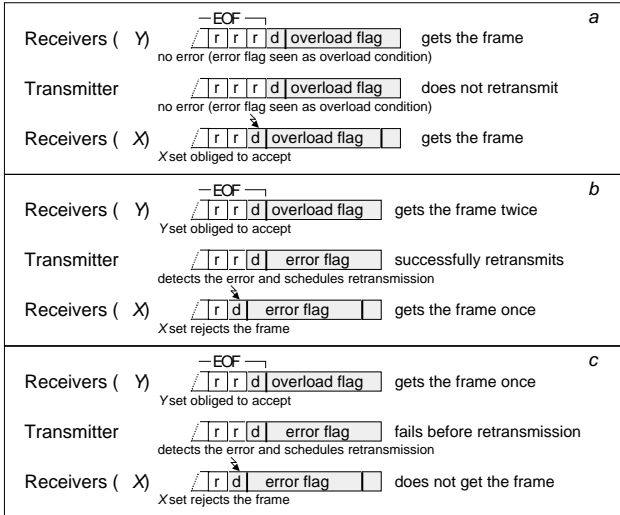 EOF
a
Receivers ( Y) r r r d overload flag gets the frame
no error (error flag seen as overload condition)
Transmitter r r r d overload flag does not retransmit
no error (error flag seen as overload condition)
Receivers ( X) r r d overload flag gets the frame
X set obliged to accept
EOF
b
Receivers ( Y) r r d overload flag gets the frame twice
Y set obliged to accept
Transmitter r r d error flag successfully retransmits
detects the error and schedules retransmission
Receivers ( X) r d error flag gets the frame once
X set rejects the frame
EOF
c
Receivers ( Y) r r d overload flag gets the frame once
Y set obliged to accept
Transmitter r r d error flag fails before retransmission
detects the error and schedules retransmission
Receivers ( X) r d error flag does not get the frame
X set rejects the frame